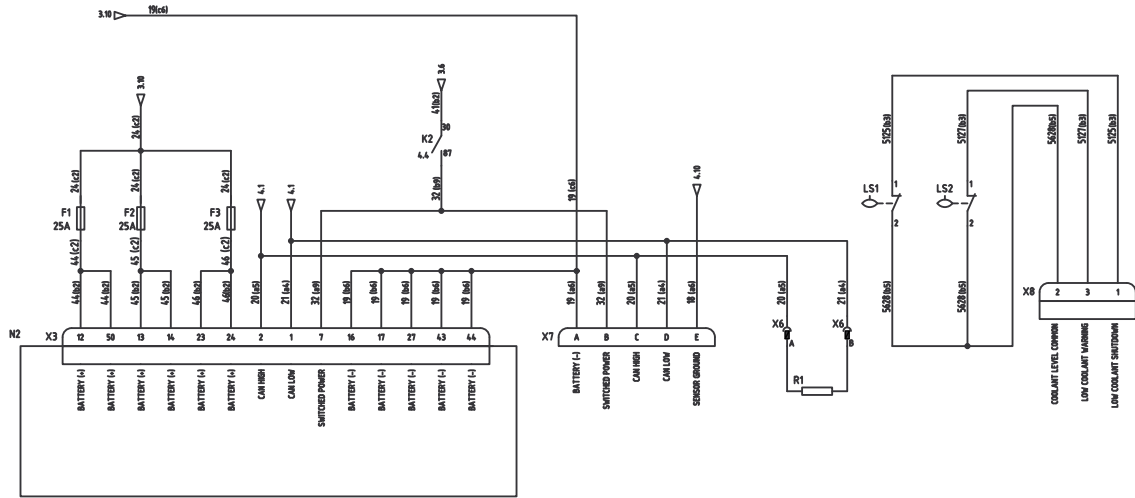 3.10
19(c6)
3.10
24 (c2)
24 (c2)
24 (c2)
24 (c2)
F1
25A
F2
25A
F3
25A
44 (c2)
45 (c2)
46 (c2)
44(b2)
44(b2)
45(b2)
45(b2)
46(b2)
46(b2)
4.1
4.1
20 (a5)
21 (a4)
3.6
41(b2)
30
K2
4.4
87
32 (b9)
32 (a9)
19 (b6)
19 (b6)
19 (b6)
19 (b6)
19 (b6)
19 (c6)
4.10
19 (a6)
32 (a9)
20 (a5)
21 (a4)
18 (a6)
20 (a5)
21 (a4)
N2
X3
12
50
13
14
23
24
2
1
7
16
17
27
43
44
BATTERY (+)
BATTERY (+)
BATTERY (+)
BATTERY (+)
BATTERY (+)
BATTERY (+)
CAN HIGH
CAN LOW
SWITCHED POWER
BATTERY (-)
BATTERY (-)
BATTERY (-)
BATTERY (-)
BATTERY (-)
X7
A
B
C
D
E
BATTERY (-)
SWITCHED POWER
CAN HIGH
CAN LOW
SENSOR GROUND
X6
A
X6
B
R1
5125(b3)
5127(b3)
5628(b5)
5127(b3)
5125(b3)
LS1
1
2
LS2
1
2
5628(b5)
5628(b5)
X8
2
3
1
COOLANT LEVEL COMMON
LOW COOLANT WARNING
LOW COOLANT SHUTDOWN